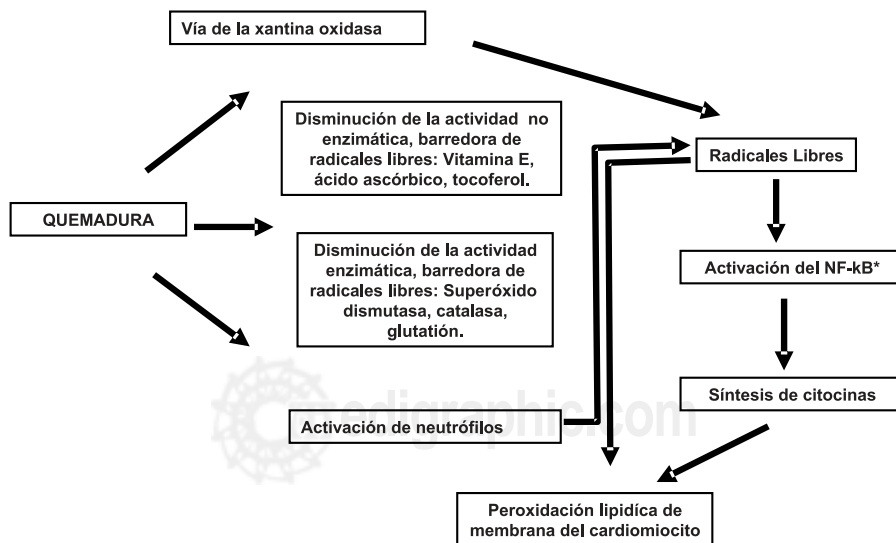 Vía de la xantina oxidasa
Disminución de la actividad no
enzimática, barredora de
radicales libres: Vitamina E,
ácido ascórbico, tocoferol.
Radicales Libres
QUEMADURA
Disminución de la actividad
enzimática, barredora de
radicales libres: Superóxido
dismutasa, catalasa,
glutatión.
Activación del NF-kB*
Síntesis de citocinas
Activación de neutrófilos
edigraphic.com
Peroxidación lipidíca de
membrana del cardiomiocito